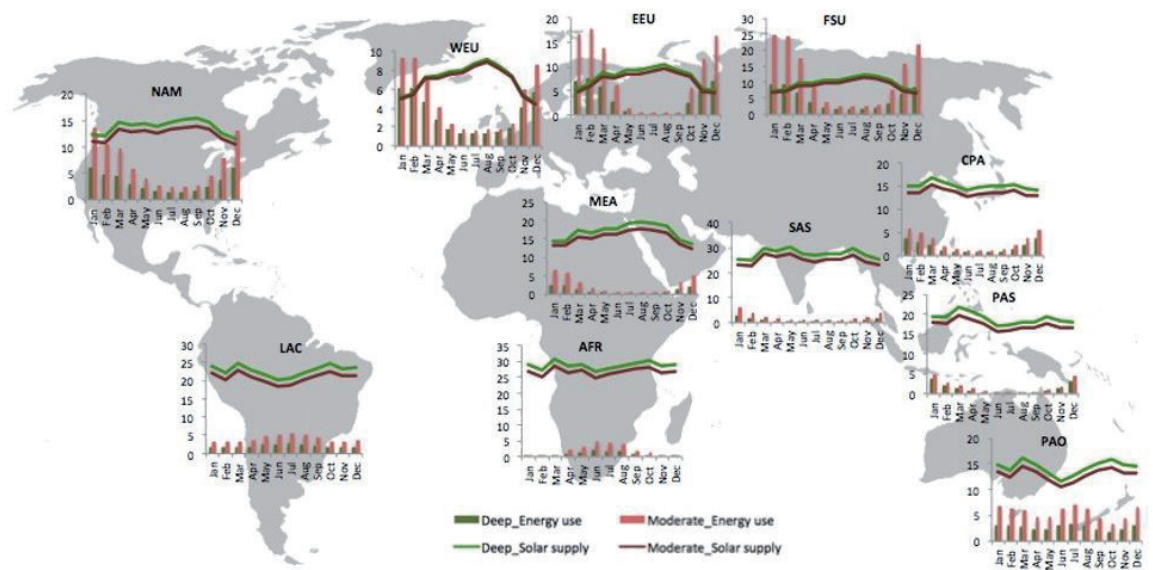 NAM
20
15
10
5
0
Jan Feb Mar Apr May Jun Jul Aug Sep Oct Nov Dec
WEU
10
8
6
4
2
0
Jan Feb Mar Apr May Jun Jul Aug Sep Oct Nov Dec
EEU
20
15
10
5
0
Jan Feb Mar Apr May Jun Jul Aug Sep Oct Nov Dec
FSU
30
25
20
15
10
5
0
Jan Feb Mar Apr May Jun Jul Aug Sep Oct Nov Dec
CPA
20
15
10
5
0
Jan Feb Mar Apr May Jun Jul Aug Sep Oct Nov Dec
MEA
25
20
15
10
5
0
Jan Feb Mar Apr May Jun Jul Aug Sep Oct Nov Dec
SAS
40
30
20
10
0
Jan Feb Mar Apr May Jun Jul Aug Sep Oct Nov Dec
PAS
25
20
15
10
5
0
Jan Feb Mar Apr May Jun Jul Aug Sep Oct Nov Dec
LAC
30
25
20
15
10
5
0
Jan Feb Mar Apr May Jun Jul Aug Sep Oct Nov Dec
AFR
35
30
25
20
15
10
5
0
Jan Feb Mar Apr May Jun Jul Aug Sep Oct Nov Dec
PAO
20
15
10
5
0
Jan Feb Mar Apr May Jun Jul Aug Sep Oct Nov Dec
Deep_Energy use Moderate_Energy use
Deep_Solar supply Moderate_Solar supply